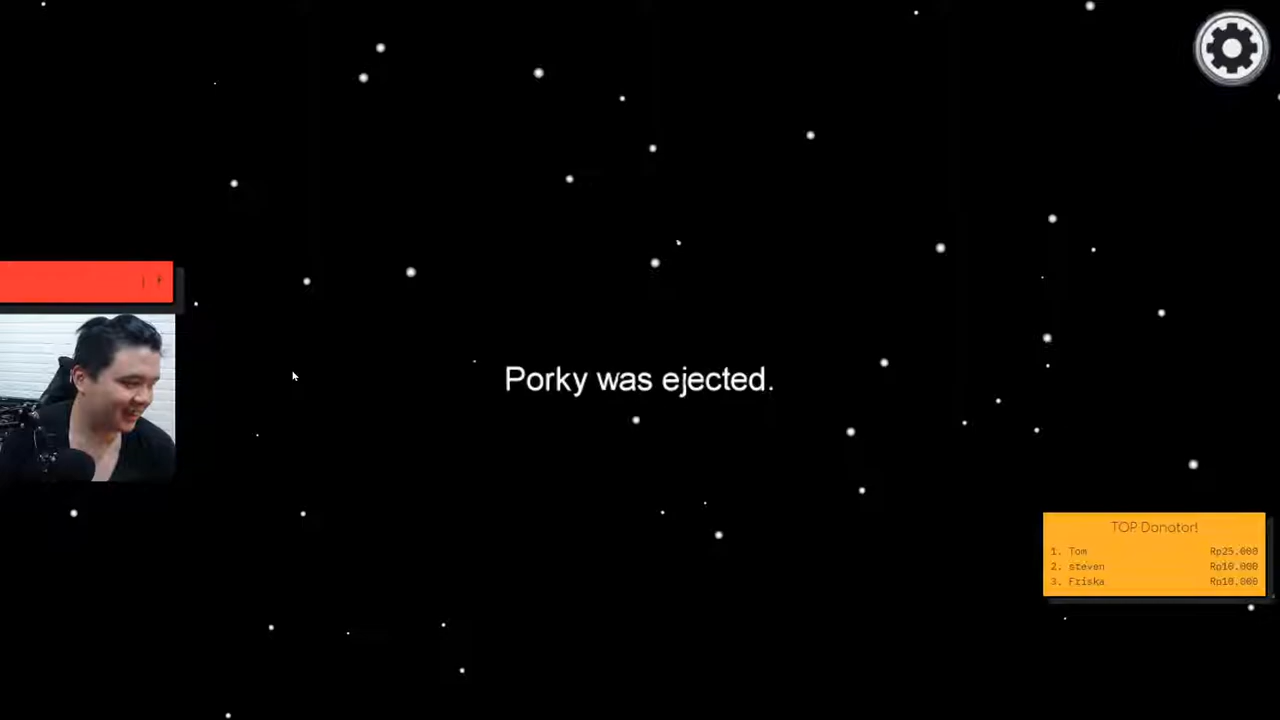 Porky was ejected.
TOP Donator!
1. Tom Rp25.000
2. steven Rp10.000
3. Friska Rp10.000